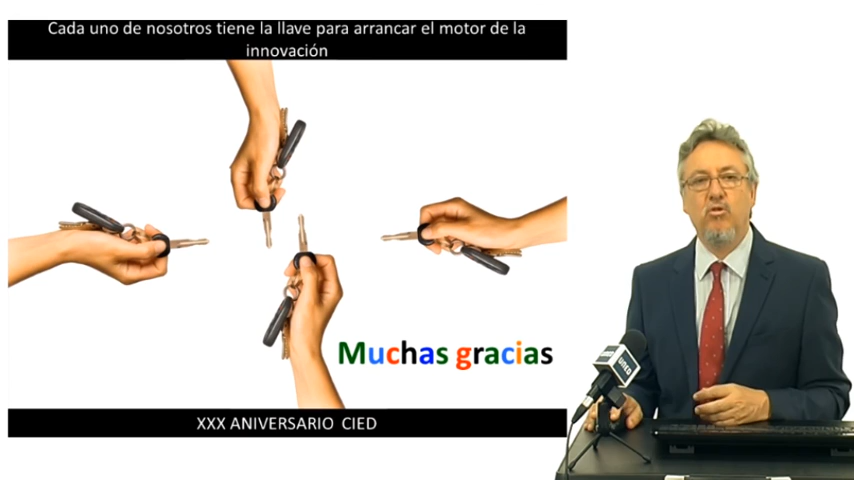 Cada uno de nosotros tiene la llave para arrancar el motor de la
innovación
Muchas gracias
XXX ANIVERSARIO CIED
UNED